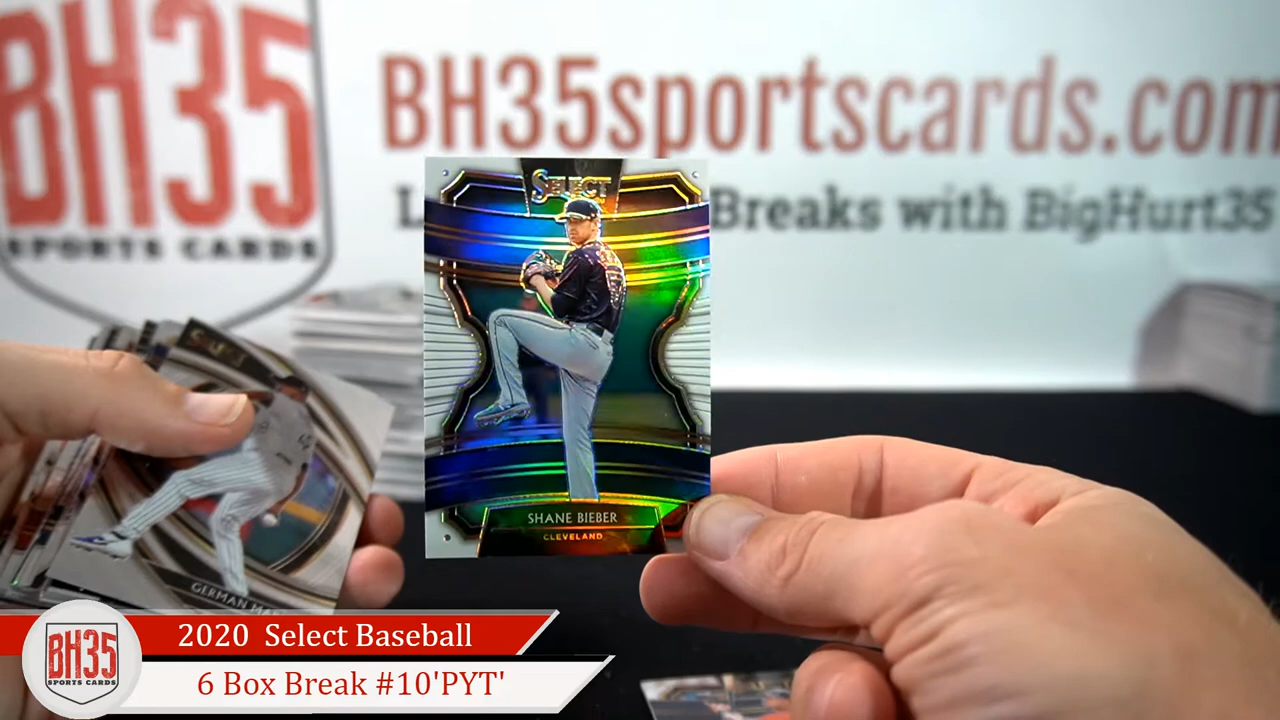 BH35
SPORTS CARDS
BH35sportscards.com
Breaks with BigHurt35
SELECT
SHANE BIEBER
CLEVELAND
SELECT
GERMAN
2020 Select Baseball
6 Box Break #10'PYT'
BH35
SPORTS CARDS